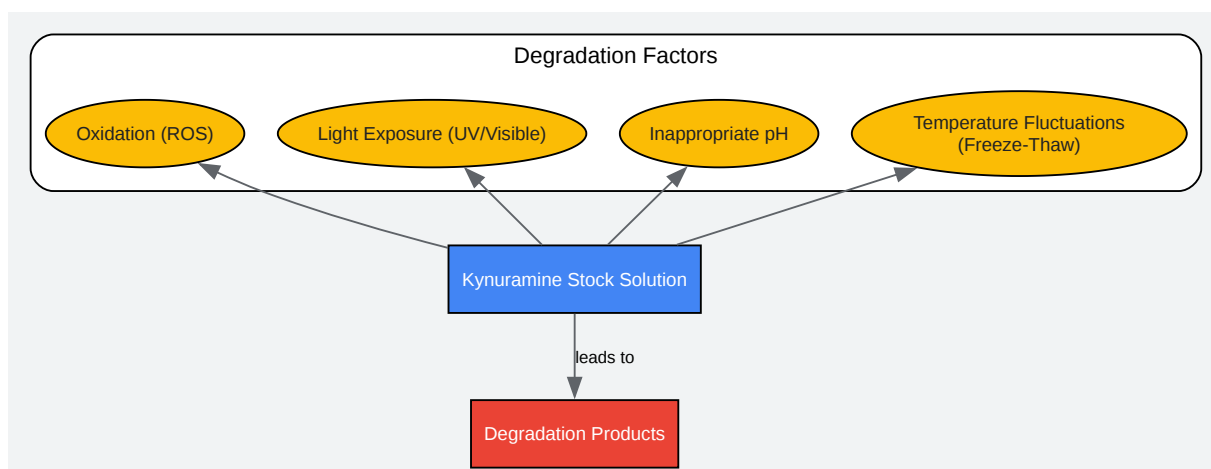 Degradation Factors
Oxidation (ROS)
Light Exposure (UV/Visible)
Inappropriate pH
Temperature Fluctuations
(Freeze-Thaw)
Kynuramine Stock Solution
leads to
Degradation Products